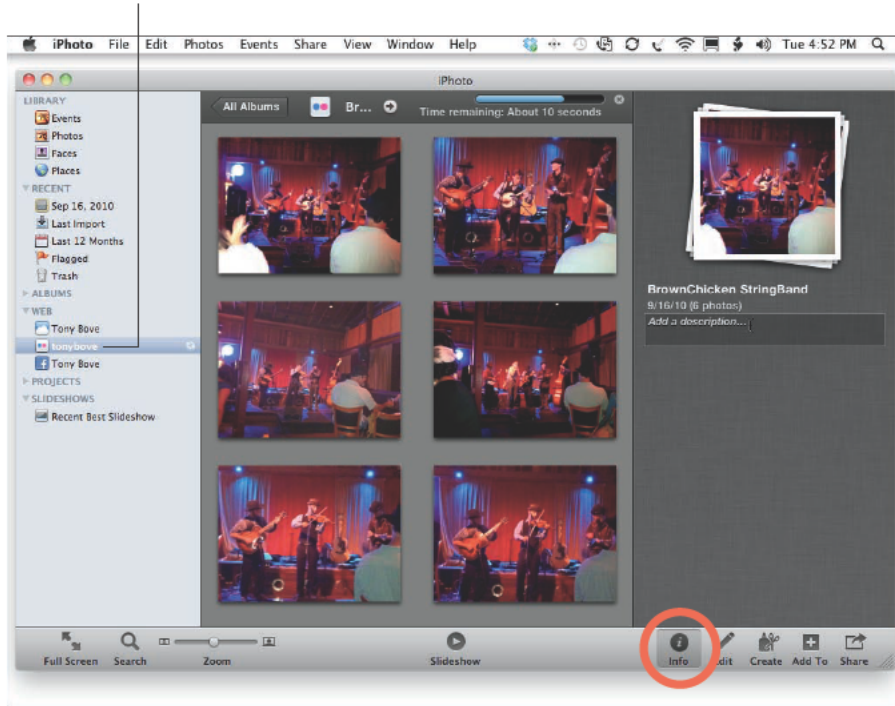 iPhoto File Edit Photos Events Share View Window Help Tue 4:52 PM
iPhoto
LIBRARY
Events
Photos
Faces
Places
RECENT
Sep 16, 2010
Last Import
Last 12 Months
Flagged
Trash
ALBUMS
WEB
Tony Bove
tonybove
Tony Bove
PROJECTS
SLIDESHOWS
Recent Best Slideshow
All Albums Br...
Time remaining: About 10 seconds
BrownChicken StringBand
9/16/10 (6 photos)
Add a description...
Full Screen Search Zoom Slideshow Info Edit Create Add To Share